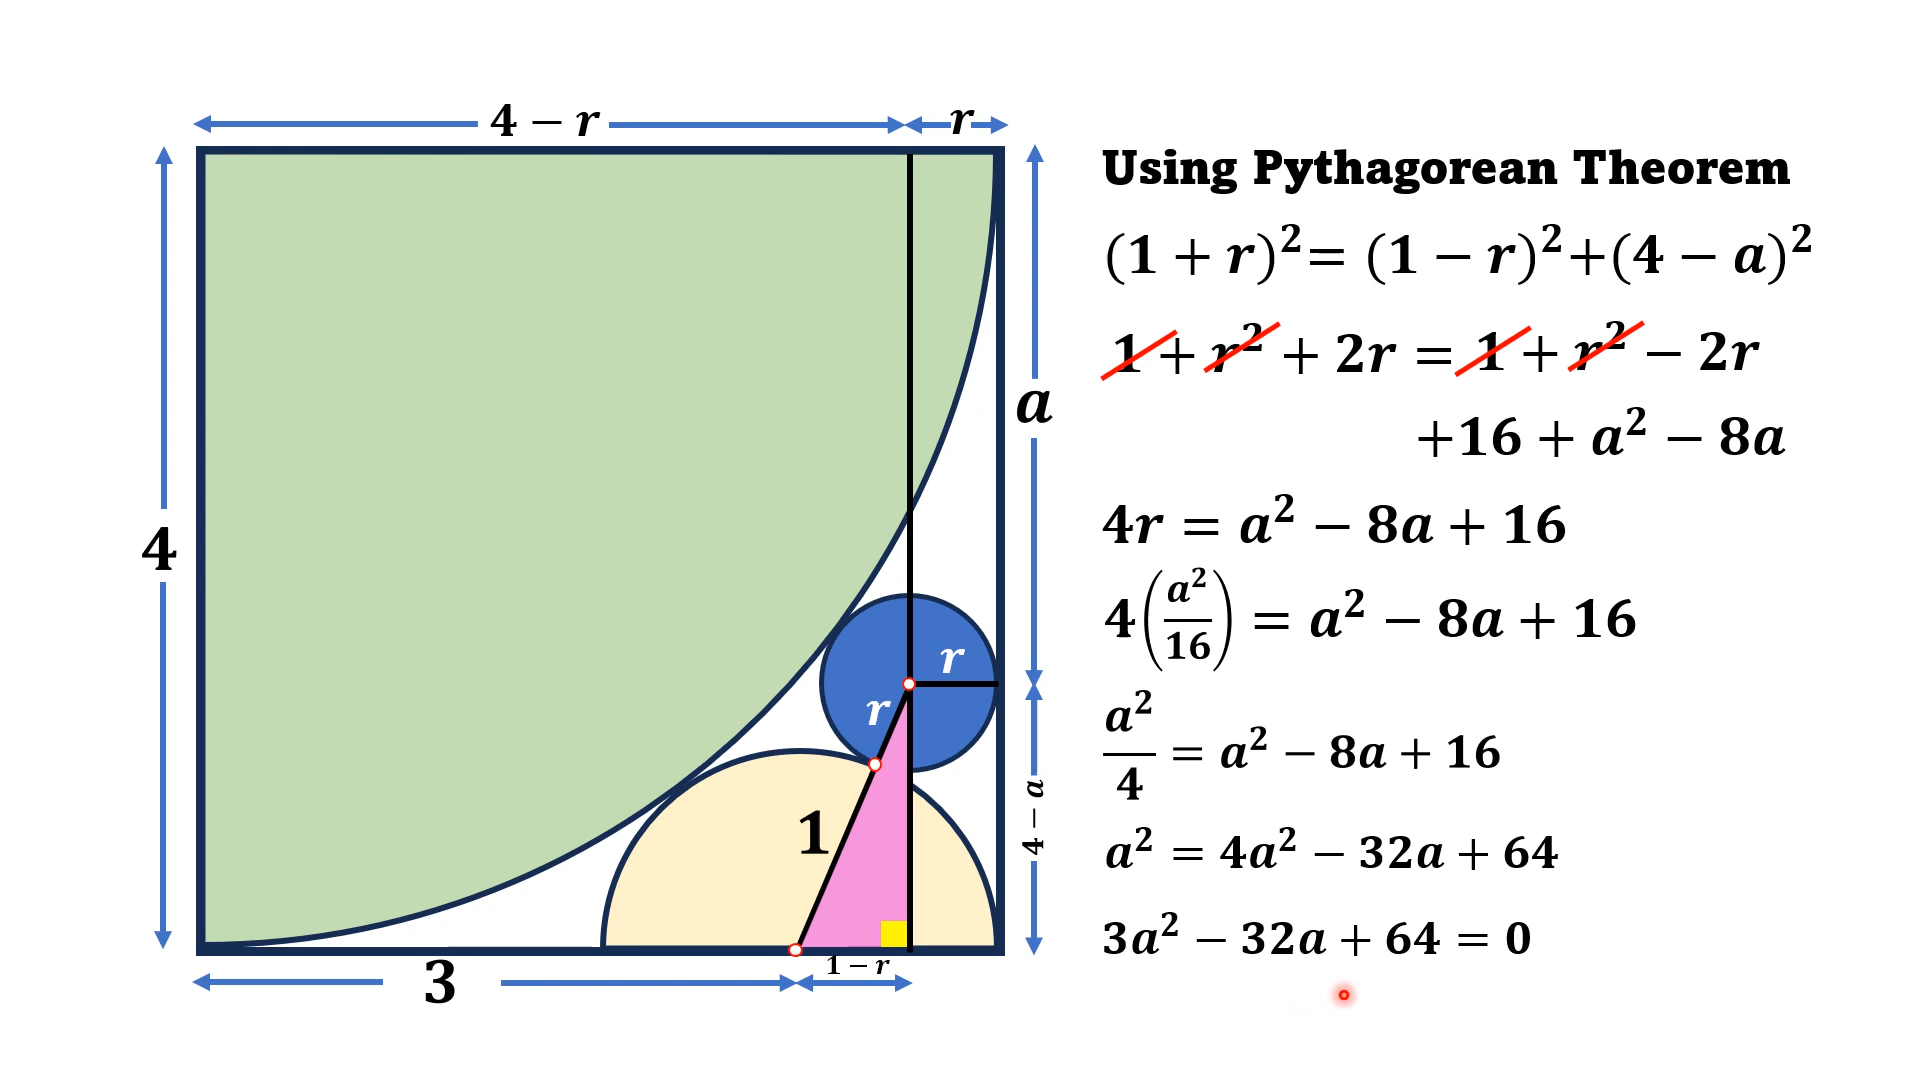 4 − r
r
4
a
r
r
1
4 − a
3
1 − r
Using Pythagorean Theorem
(1 + r)² = (1 − r)² + (4 − a)²
1 + r² + 2r = 1 + r² − 2r
+16 + a² − 8a
4r = a² − 8a + 16
4(a²/16) = a² − 8a + 16
a²/4 = a² − 8a + 16
a² = 4a² − 32a + 64
3a² − 32a + 64 = 0